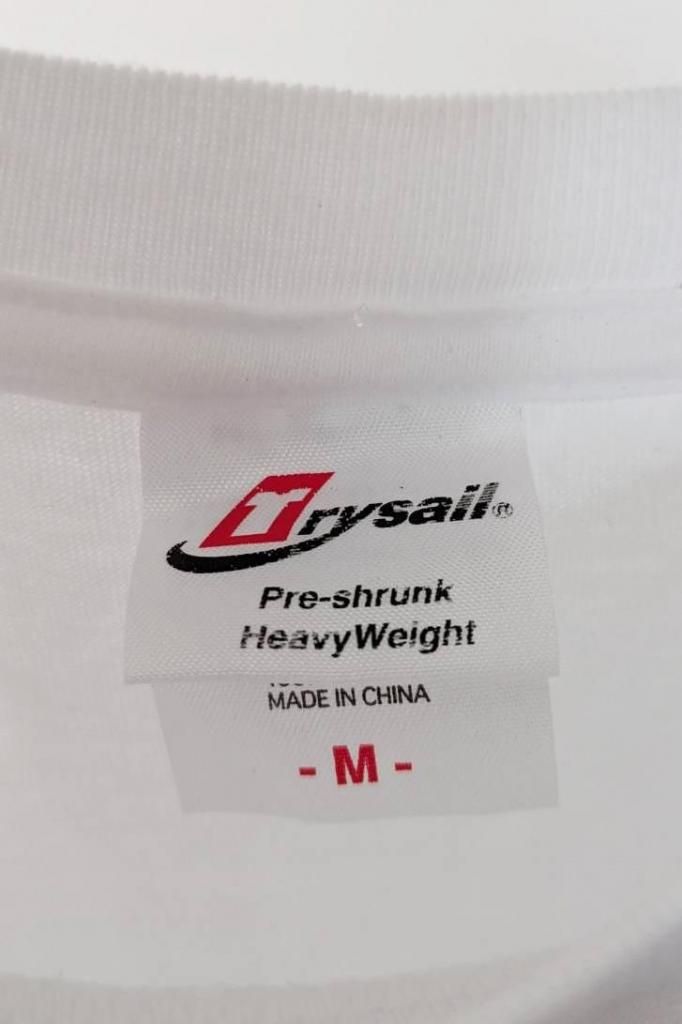 Trysail®
Pre-shrunk
HeavyWeight
MADE IN CHINA
- M -